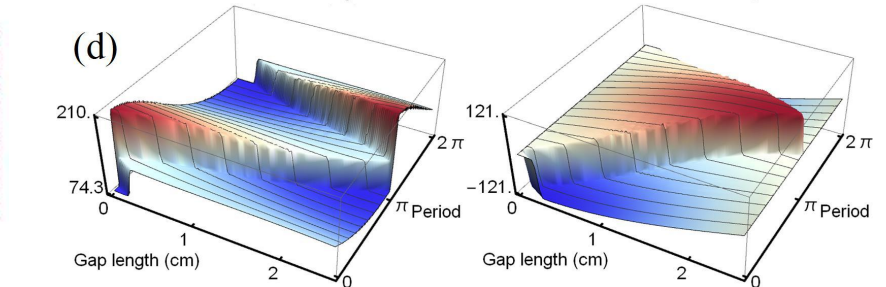 (d)
210.
74.3
0
1
2
Gap length (cm)
0
π
2 π
Period
121.
-121.
0
1
2
Gap length (cm)
0
π
2 π
Period